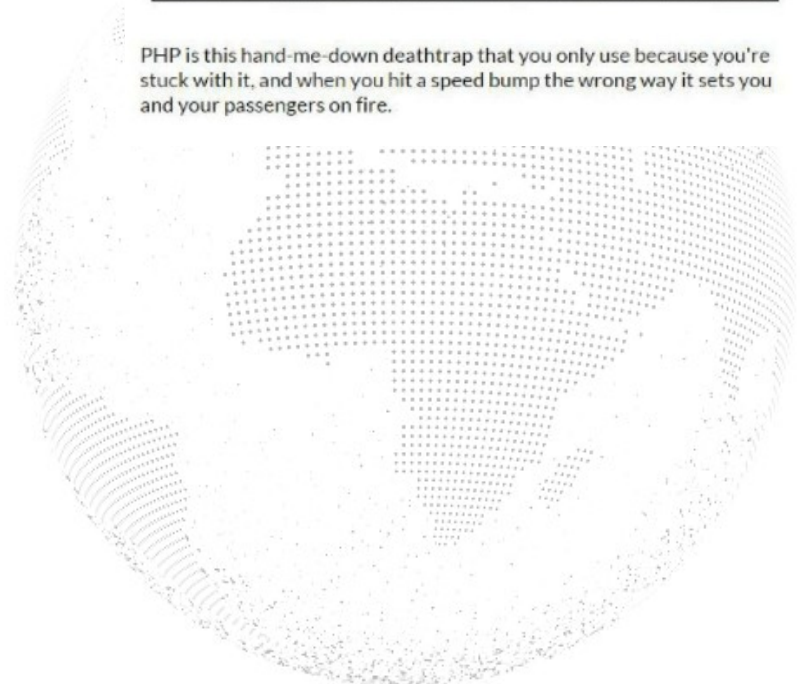 PHP is this hand-me-down deathtrap that you only use because you're
stuck with it, and when you hit a speed bump the wrong way it sets you
and your passengers on fire.